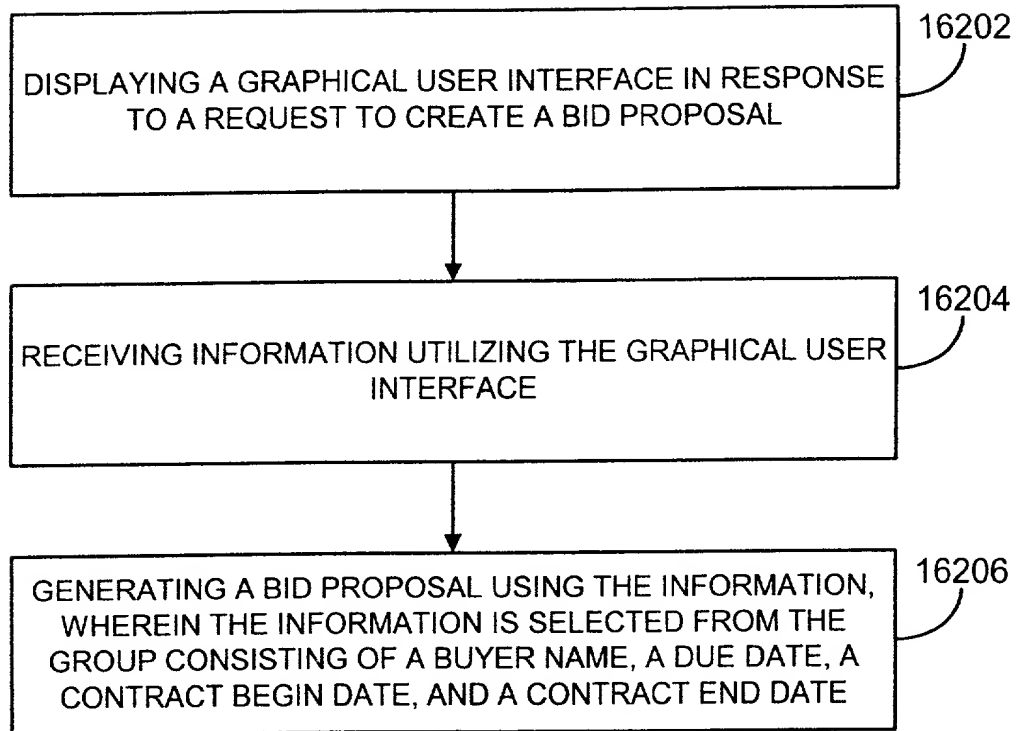 16202
DISPLAYING A GRAPHICAL USER INTERFACE IN RESPONSE
TO A REQUEST TO CREATE A BID PROPOSAL
16204
RECEIVING INFORMATION UTILIZING THE GRAPHICAL USER
INTERFACE
16206
GENERATING A BID PROPOSAL USING THE INFORMATION,
WHEREIN THE INFORMATION IS SELECTED FROM THE
GROUP CONSISTING OF A BUYER NAME, A DUE DATE, A
CONTRACT BEGIN DATE, AND A CONTRACT END DATE